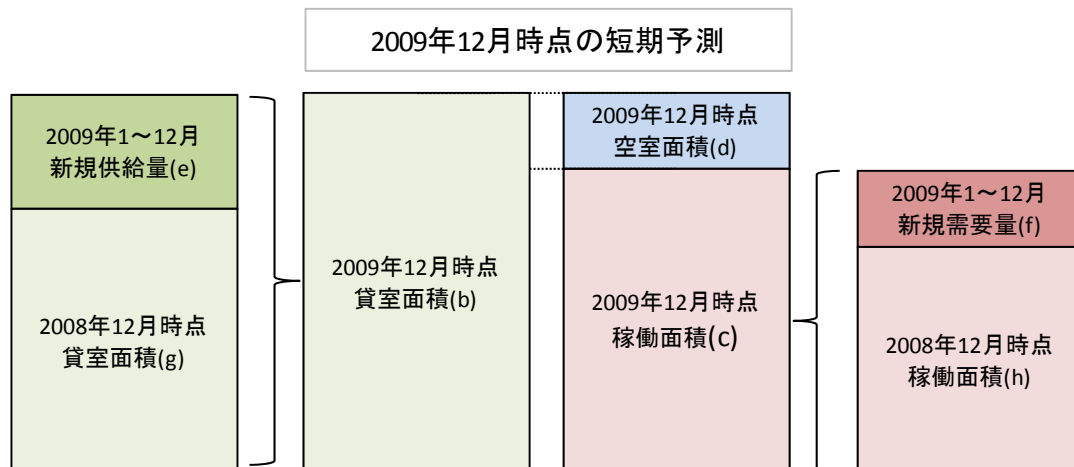 2009年12月時点の短期予測
2009年1～12月
新規供給量(e)
2008年12月時点
貸室面積(g)
2009年12月時点
貸室面積(b)
2009年12月時点
空室面積(d)
2009年12月時点
稼働面積(c)
2009年1～12月
新規需要量(f)
2008年12月時点
稼働面積(h)